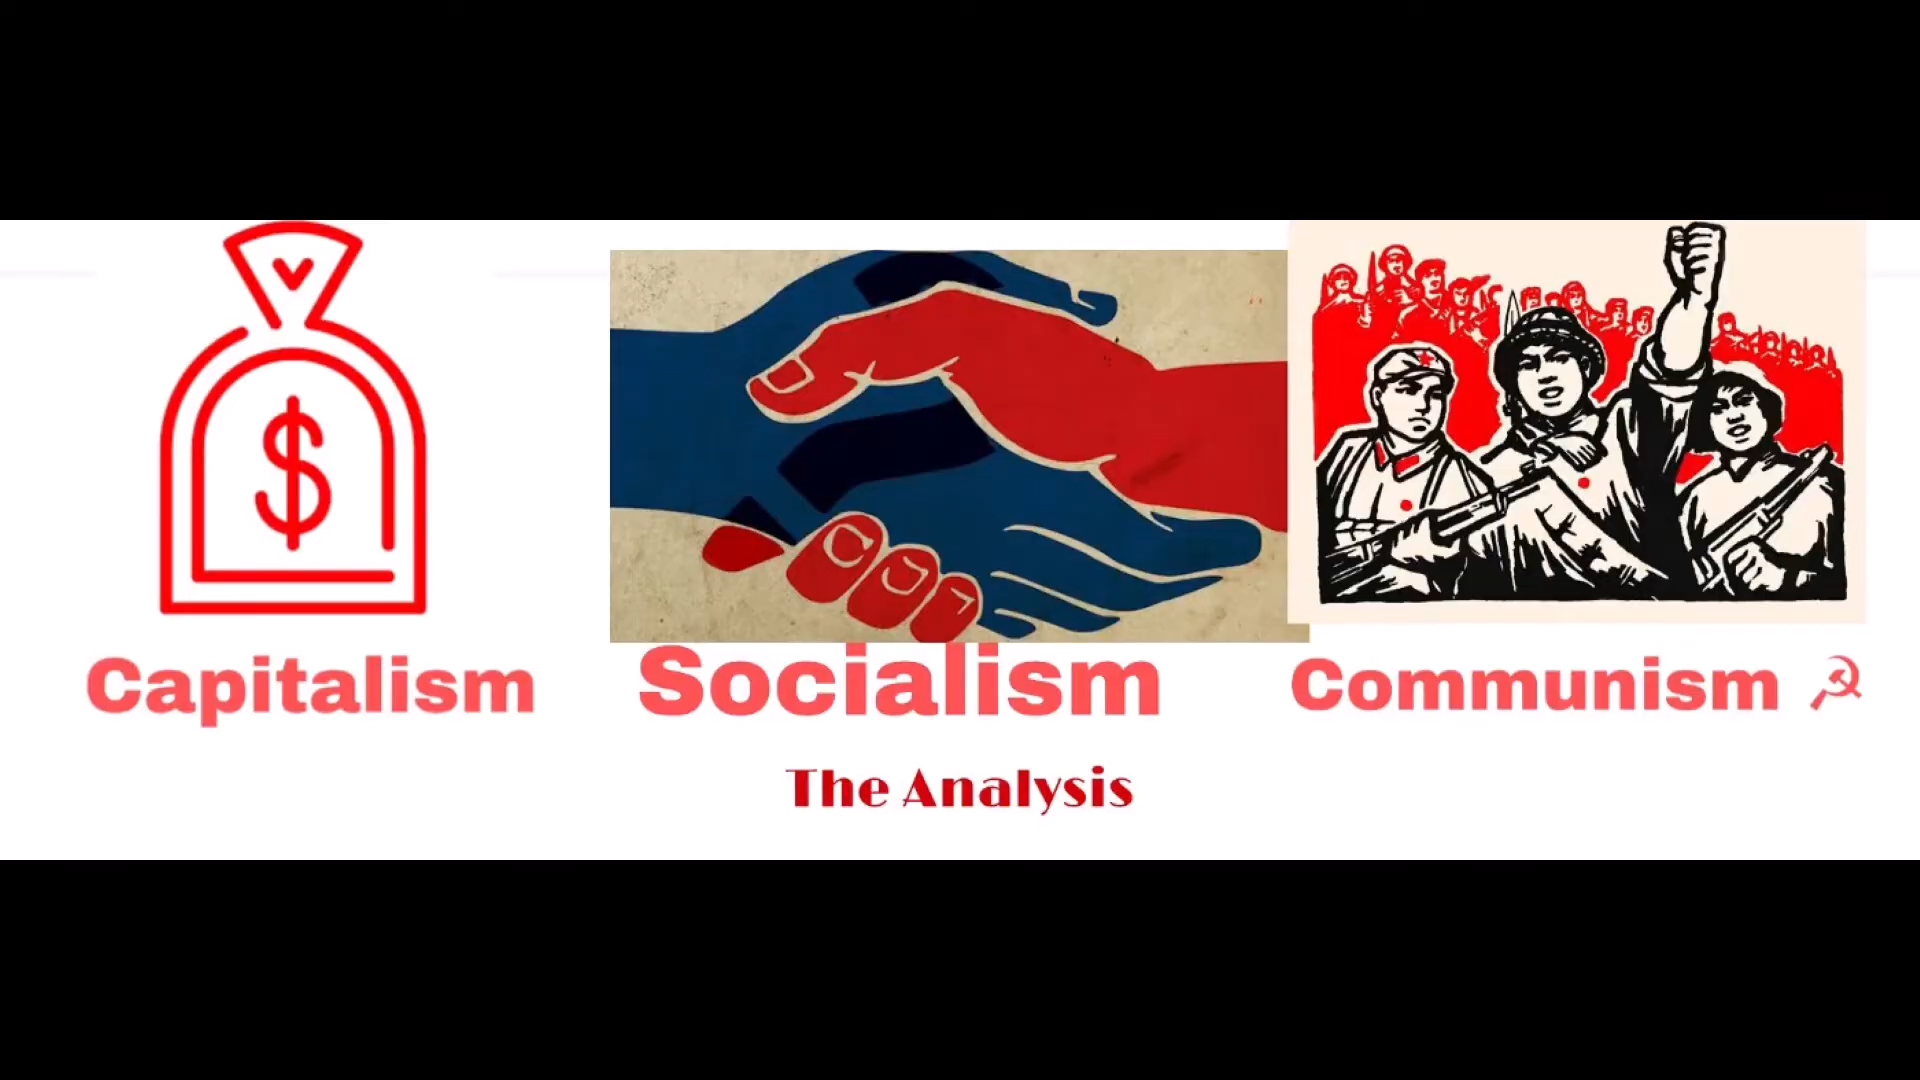 $
Capitalism
Socialism
Communism ☭
The Analysis